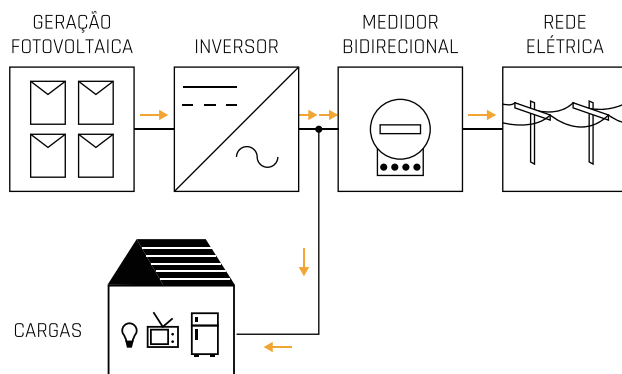 GERAÇÃO
FOTOVOLTAICA
INVERSOR
MEDIDOR
BIDIRECIONAL
REDE
ELÉTRICA
CARGAS